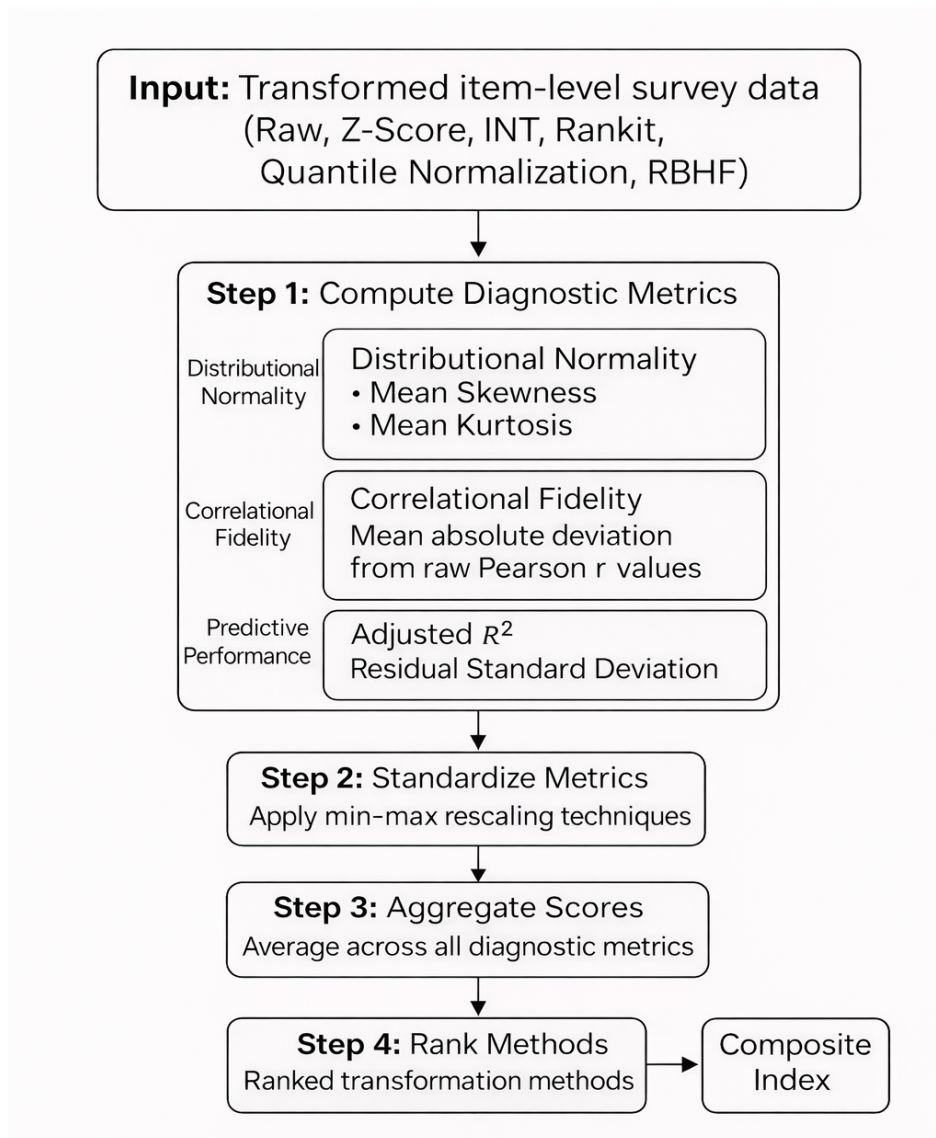 Input: Transformed item-level survey data
(Raw, Z-Score, INT, Rankit,
Quantile Normalization, RBHF)
Step 1: Compute Diagnostic Metrics
Distributional
Normality
Distributional Normality
• Mean Skewness
• Mean Kurtosis
Correlational
Fidelity
Correlational Fidelity
Mean absolute deviation
from raw Pearson r values
Predictive
Performance
Adjusted R²
Residual Standard Deviation
Step 2: Standardize Metrics
Apply min-max rescaling techniques
Step 3: Aggregate Scores
Average across all diagnostic metrics
Step 4: Rank Methods
Ranked transformation methods
Composite
Index